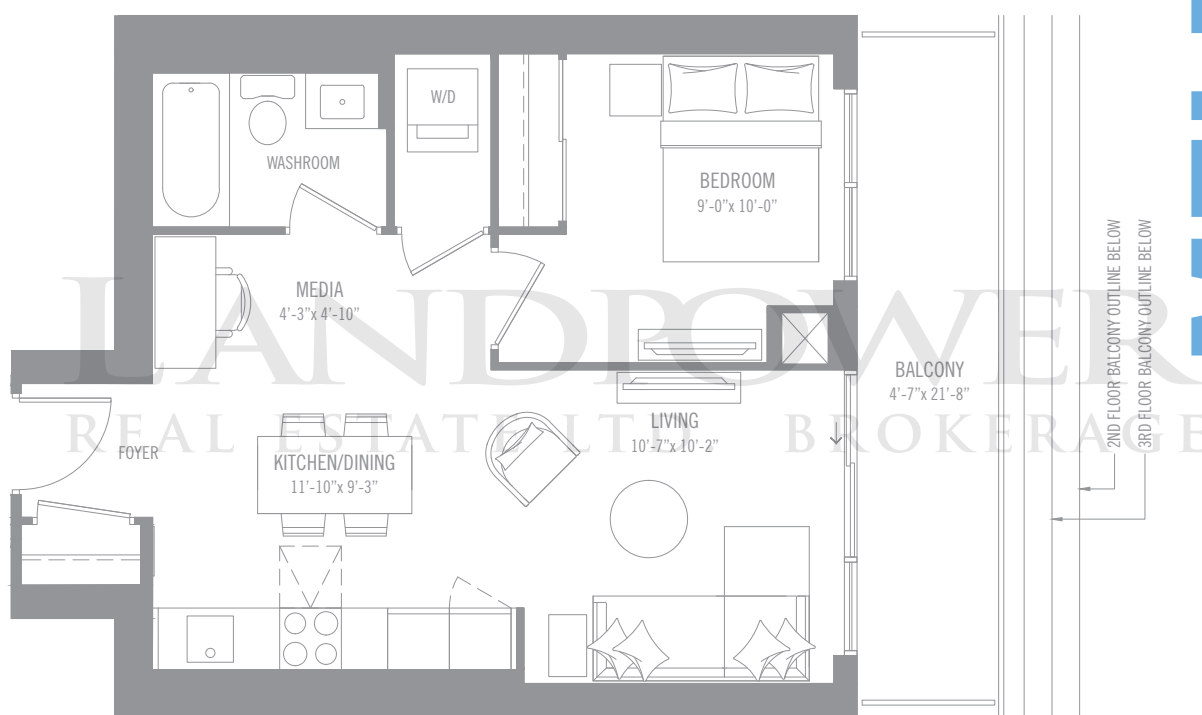 W/D
WASHROOM
BEDROOM
9'-0"x 10'-0"
MEDIA
4'-3"x 4'-10"
LANDPOWER
REAL ESTATE LTD BROKERAGE
BALCONY
4'-7"x 21'-8"
2ND FLOOR BALCONY OUTLINE BELOW
3RD FLOOR BALCONY OUTLINE BELOW
FOYER
KITCHEN/DINING
11'-10"x 9'-3"
LIVING
10'-7"x 10'-2"